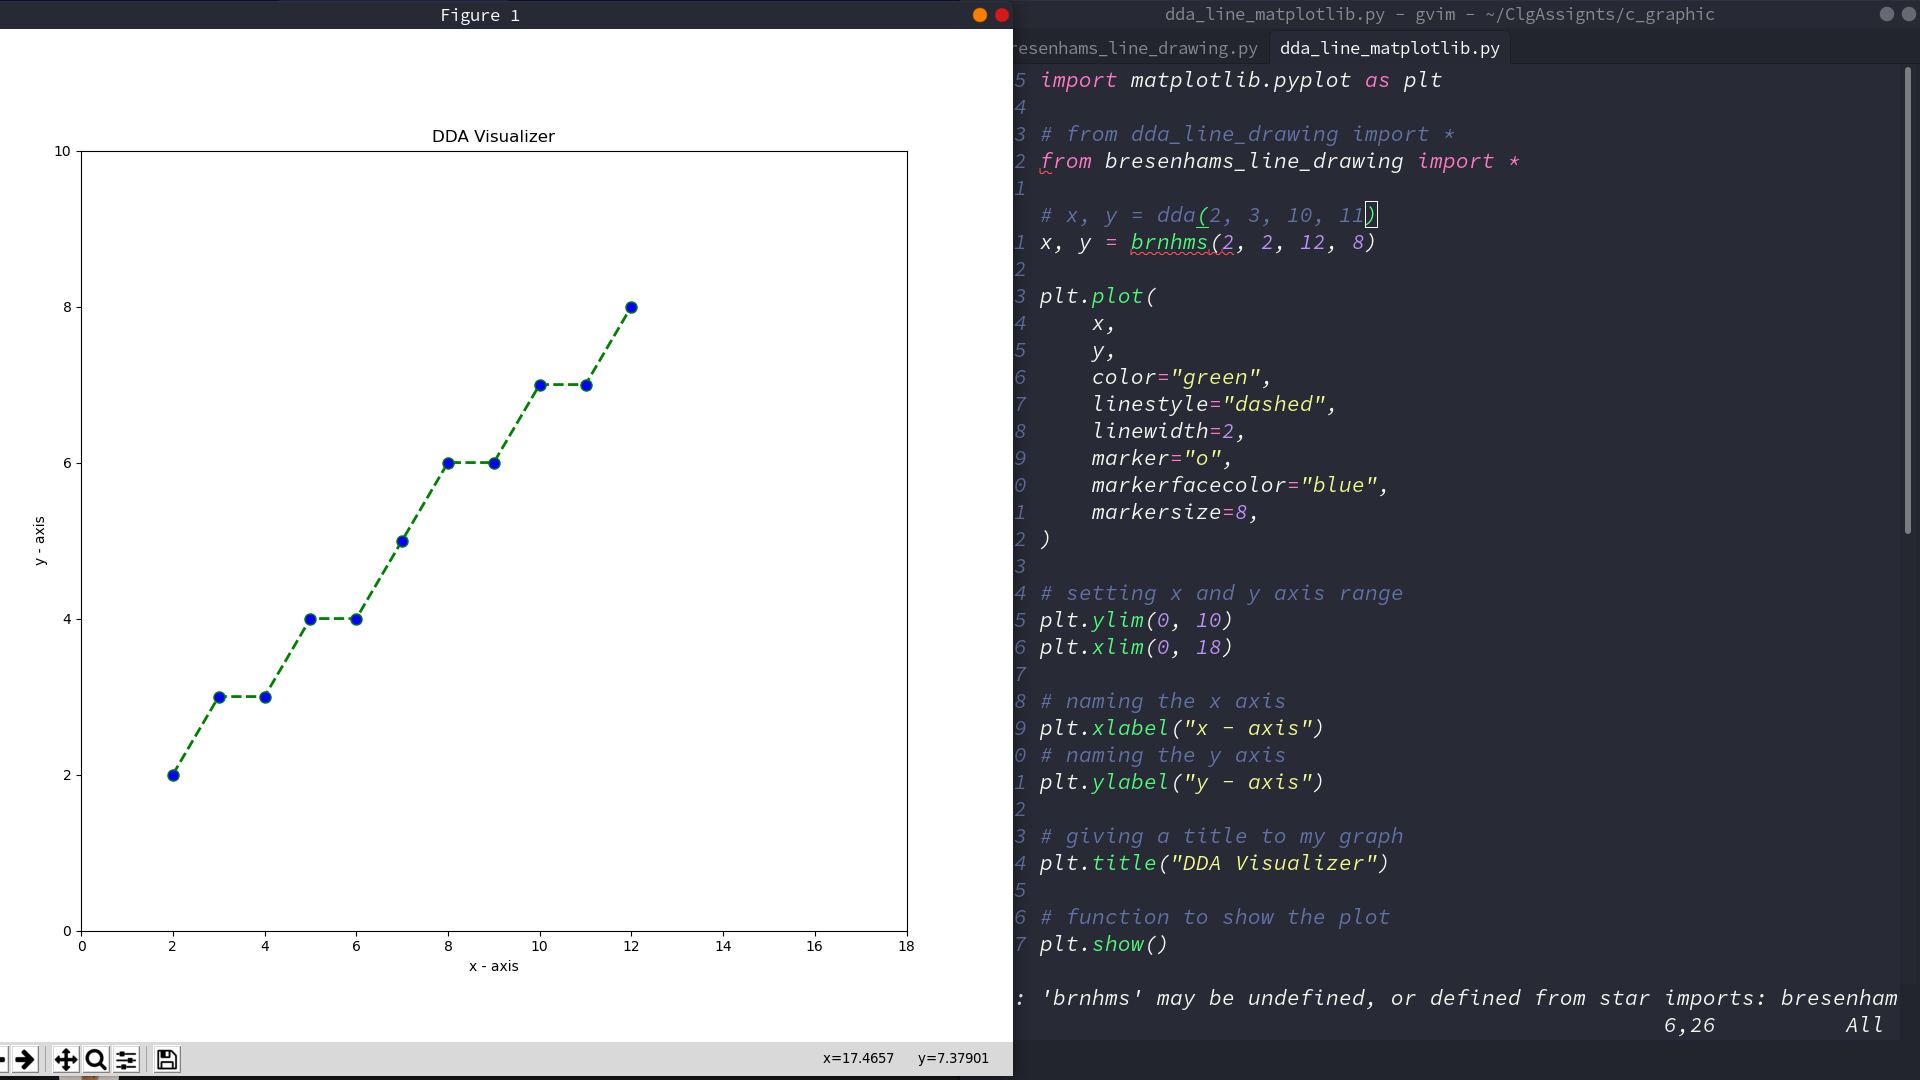 Figure 1
DDA Visualizer
10
8
6
4
2
0
y - axis
0 2 4 6 8 10 12 14 16 18
x - axis
x=17.4657 y=7.37901
dda_line_matplotlib.py - gvim - ~/ClgAssignts/c_graphic
resenhams_line_drawing.py dda_line_matplotlib.py
5 import matplotlib.pyplot as plt
4
3 # from dda_line_drawing import *
2 from bresenhams_line_drawing import *
1
# x, y = dda(2, 3, 10, 11)
1 x, y = brnhms(2, 2, 12, 8)
2
3 plt.plot(
4 x,
5 y,
6 color="green",
7 linestyle="dashed",
8 linewidth=2,
9 marker="o",
0 markerfacecolor="blue",
1 markersize=8,
2 )
3
4 # setting x and y axis range
5 plt.ylim(0, 10)
6 plt.xlim(0, 18)
7
8 # naming the x axis
9 plt.xlabel("x - axis")
0 # naming the y axis
1 plt.ylabel("y - axis")
2
3 # giving a title to my graph
4 plt.title("DDA Visualizer")
5
6 # function to show the plot
7 plt.show()
: 'brnhms' may be undefined, or defined from star imports: bresenham
6,26 All